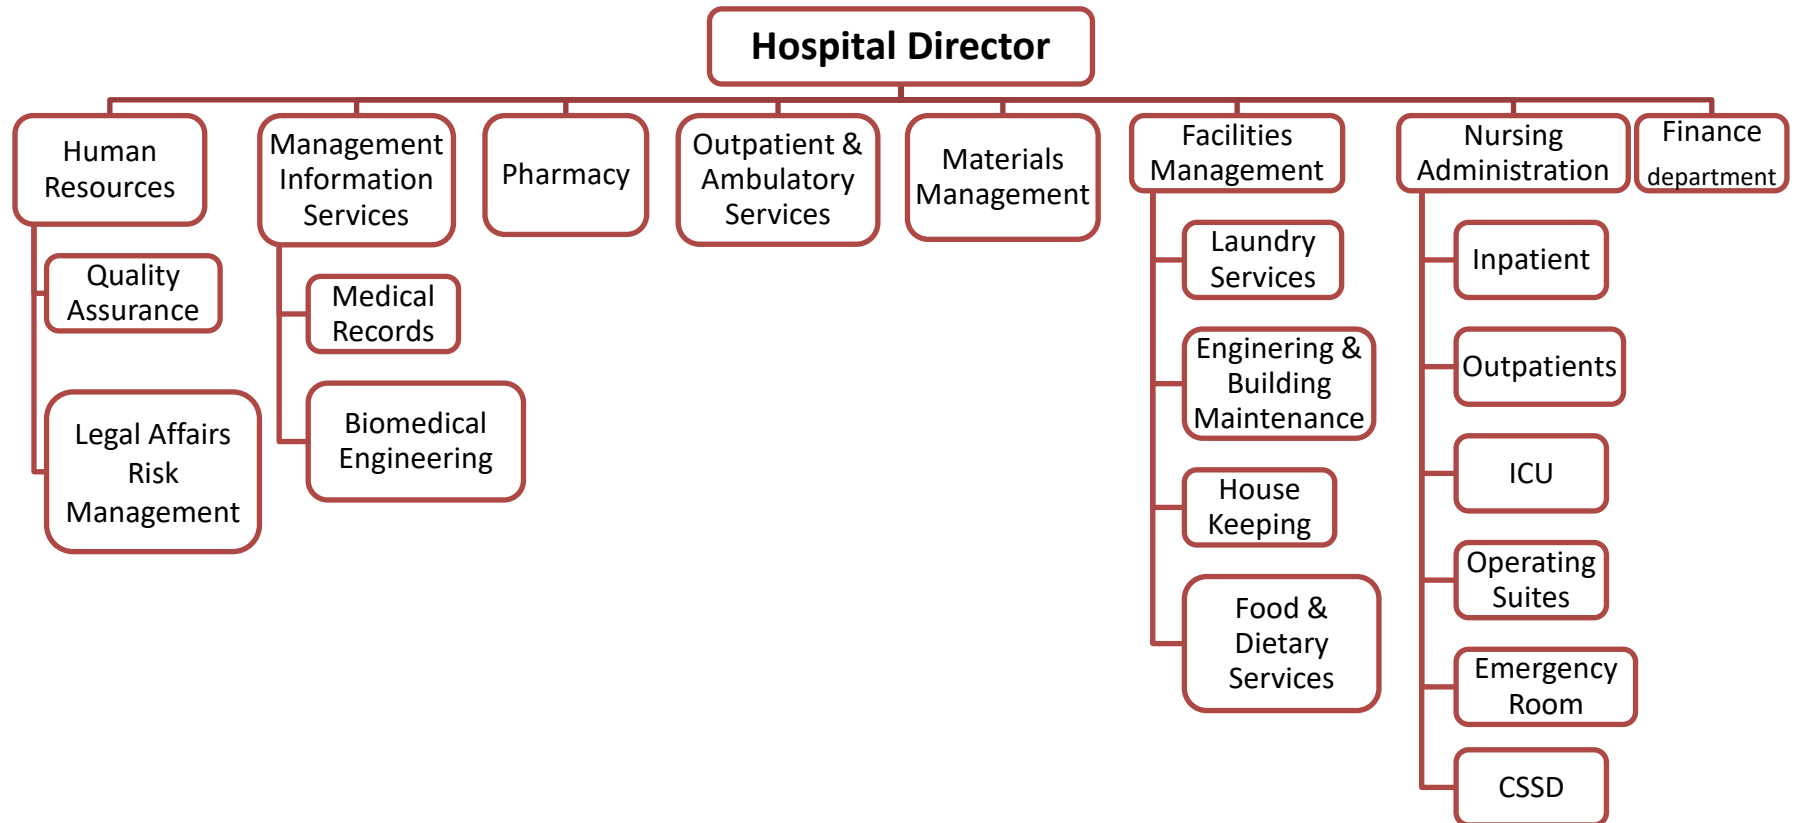 Hospital Director
Human
Resources
Quality
Assurance
Legal Affairs
Risk
Management
Management
Information
Services
Medical
Records
Biomedical
Engineering
Pharmacy
Outpatient &
Ambulatory
Services
Materials
Management
Facilities
Management
Laundry
Services
Enginering &
Building
Maintenance
House
Keeping
Food &
Dietary
Services
Nursing
Administration
Inpatient
Outpatients
ICU
Operating
Suites
Emergency
Room
CSSD
Finance
department